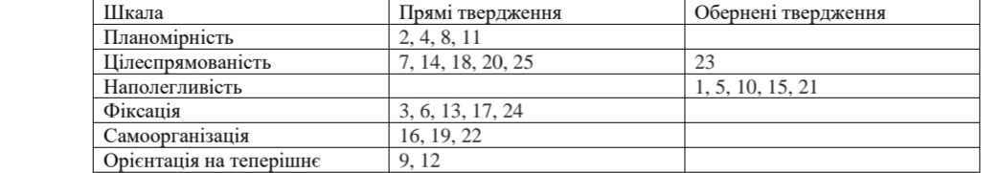 Шкала Прямі твердження Обернені твердження
Планомірність 2, 4, 8, 11
Цілеспрямованість 7, 14, 18, 20, 25 23
Наполегливість 1, 5, 10, 15, 21
Фіксація 3, 6, 13, 17, 24
Самоорганізація 16, 19, 22
Орієнтація на теперішнє 9, 12